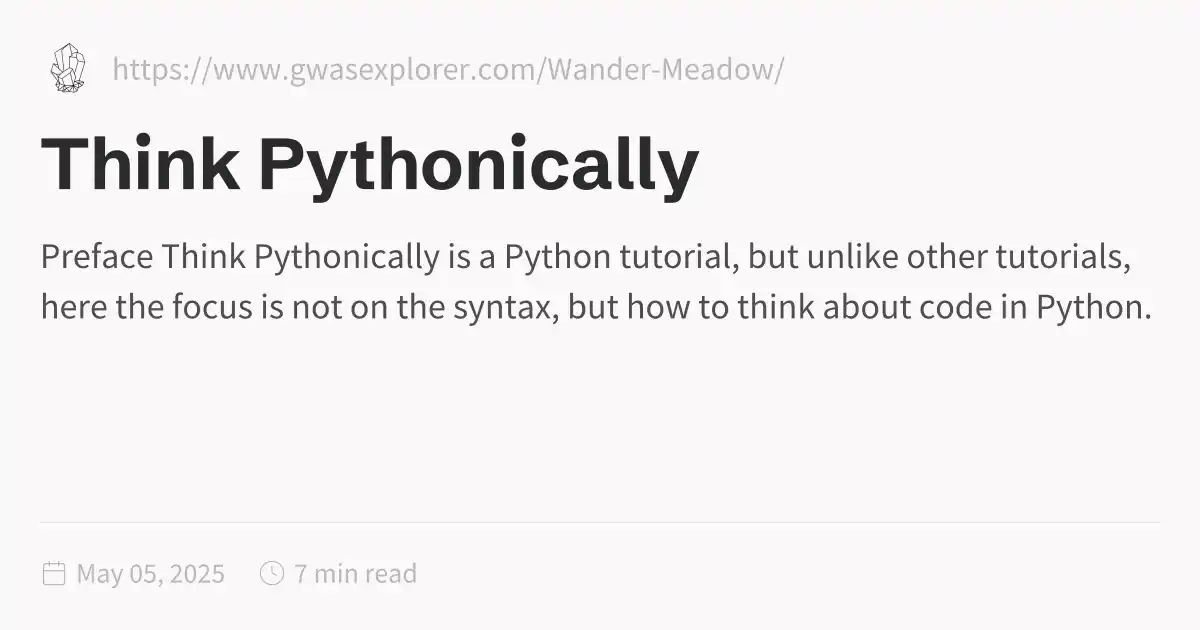 https://www.gwasexplorer.com/Wander-Meadow/
Think Pythonically
Preface Think Pythonically is a Python tutorial, but unlike other tutorials,
here the focus is not on the syntax, but how to think about code in Python.
May 05, 2025 7 min read